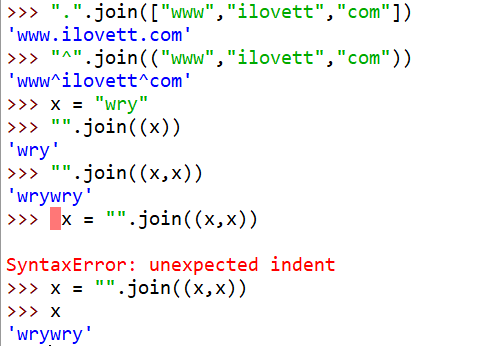 >>> ".".join(["www","ilovett","com"])
'www.ilovett.com'
>>> "^".join(("www","ilovett","com"))
'www^ilovett^com'
>>> x = "wry"
>>> "".join((x))
'wry'
>>> "".join((x,x))
'wrywry'
>>>  x = "".join((x,x))
SyntaxError: unexpected indent
>>> x = "".join((x,x))
>>> x
'wrywry'